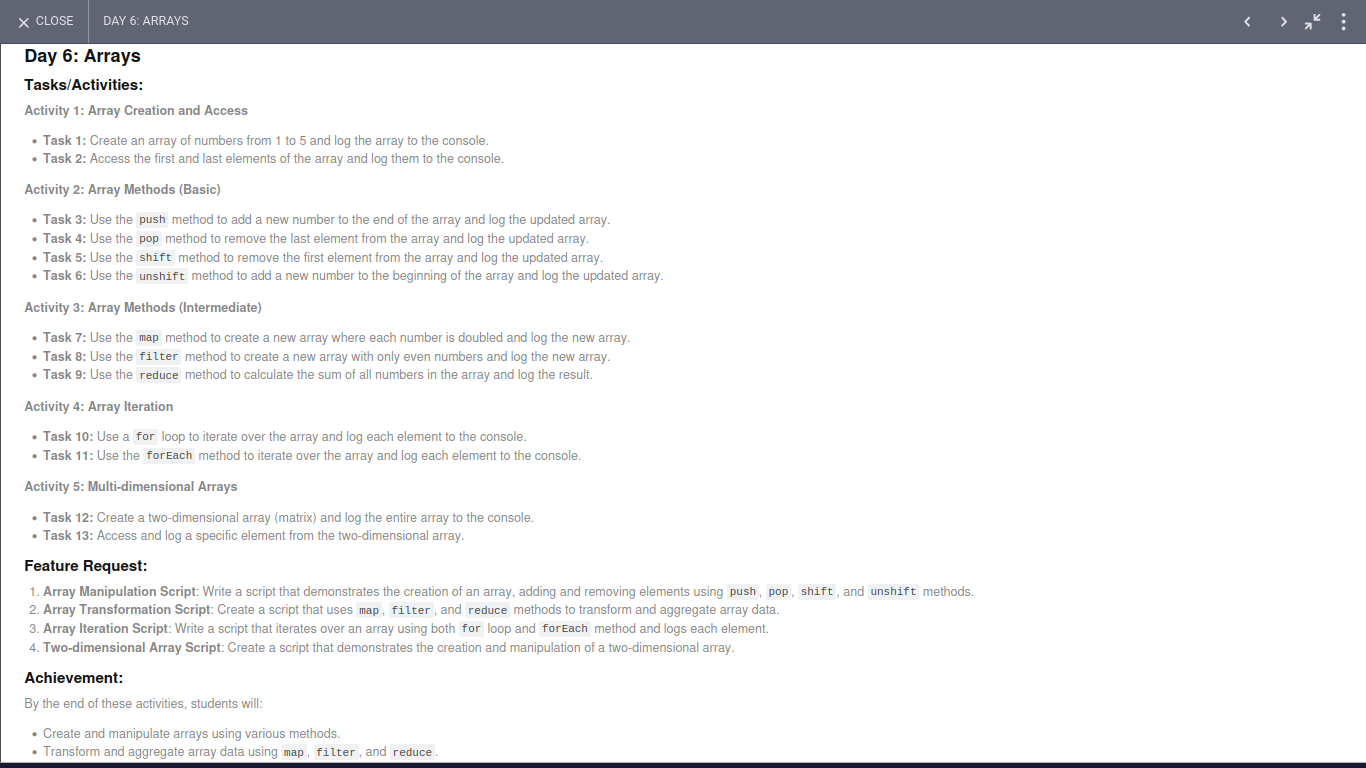 CLOSE
DAY 6: ARRAYS
Day 6: Arrays
Tasks/Activities:
Activity 1: Array Creation and Access
• Task 1: Create an array of numbers from 1 to 5 and log the array to the console.
• Task 2: Access the first and last elements of the array and log them to the console.
Activity 2: Array Methods (Basic)
• Task 3: Use the push method to add a new number to the end of the array and log the updated array.
• Task 4: Use the pop method to remove the last element from the array and log the updated array.
• Task 5: Use the shift method to remove the first element from the array and log the updated array.
• Task 6: Use the unshift method to add a new number to the beginning of the array and log the updated array.
Activity 3: Array Methods (Intermediate)
• Task 7: Use the map method to create a new array where each number is doubled and log the new array.
• Task 8: Use the filter method to create a new array with only even numbers and log the new array.
• Task 9: Use the reduce method to calculate the sum of all numbers in the array and log the result.
Activity 4: Array Iteration
• Task 10: Use a for loop to iterate over the array and log each element to the console.
• Task 11: Use the forEach method to iterate over the array and log each element to the console.
Activity 5: Multi-dimensional Arrays
• Task 12: Create a two-dimensional array (matrix) and log the entire array to the console.
• Task 13: Access and log a specific element from the two-dimensional array.
Feature Request:
1. Array Manipulation Script: Write a script that demonstrates the creation of an array, adding and removing elements using push, pop, shift, and unshift methods.
2. Array Transformation Script: Create a script that uses map, filter, and reduce methods to transform and aggregate array data.
3. Array Iteration Script: Write a script that iterates over an array using both for loop and forEach method and logs each element.
4. Two-dimensional Array Script: Create a script that demonstrates the creation and manipulation of a two-dimensional array.
Achievement:
By the end of these activities, students will:
• Create and manipulate arrays using various methods.
• Transform and aggregate array data using map, filter, and reduce.